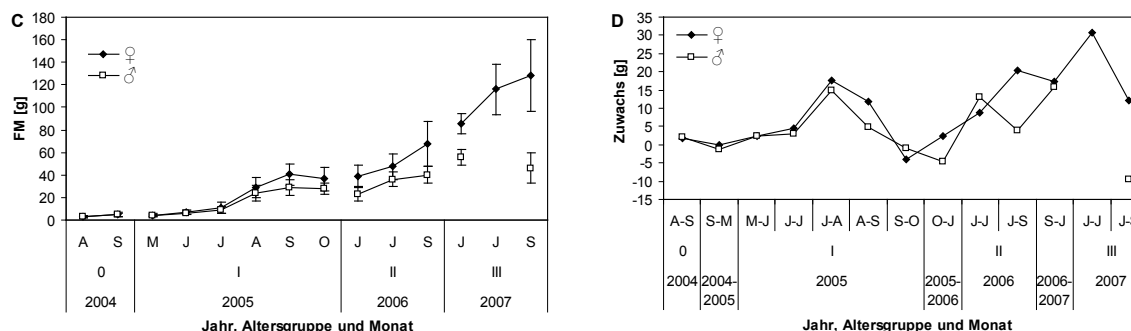 C
FM [g]
180
160
140
120
100
80
60
40
20
0
♀
♂
A S M J J A S O J J S J J S
0 I II III
2004 2005 2006 2007
Jahr, Altersgruppe und Monat
D
Zuwachs [g]
35
30
25
20
15
10
5
0
-5
-10
-15
♀
♂
A-S S-M M-J J-J J-A A-S S-O O-J J-J J-S S-J J-J J-S
0 I II III
2004 2004-2005 2005 2005-2006 2006 2006-2007 2007
Jahr, Altersgruppe und Monat